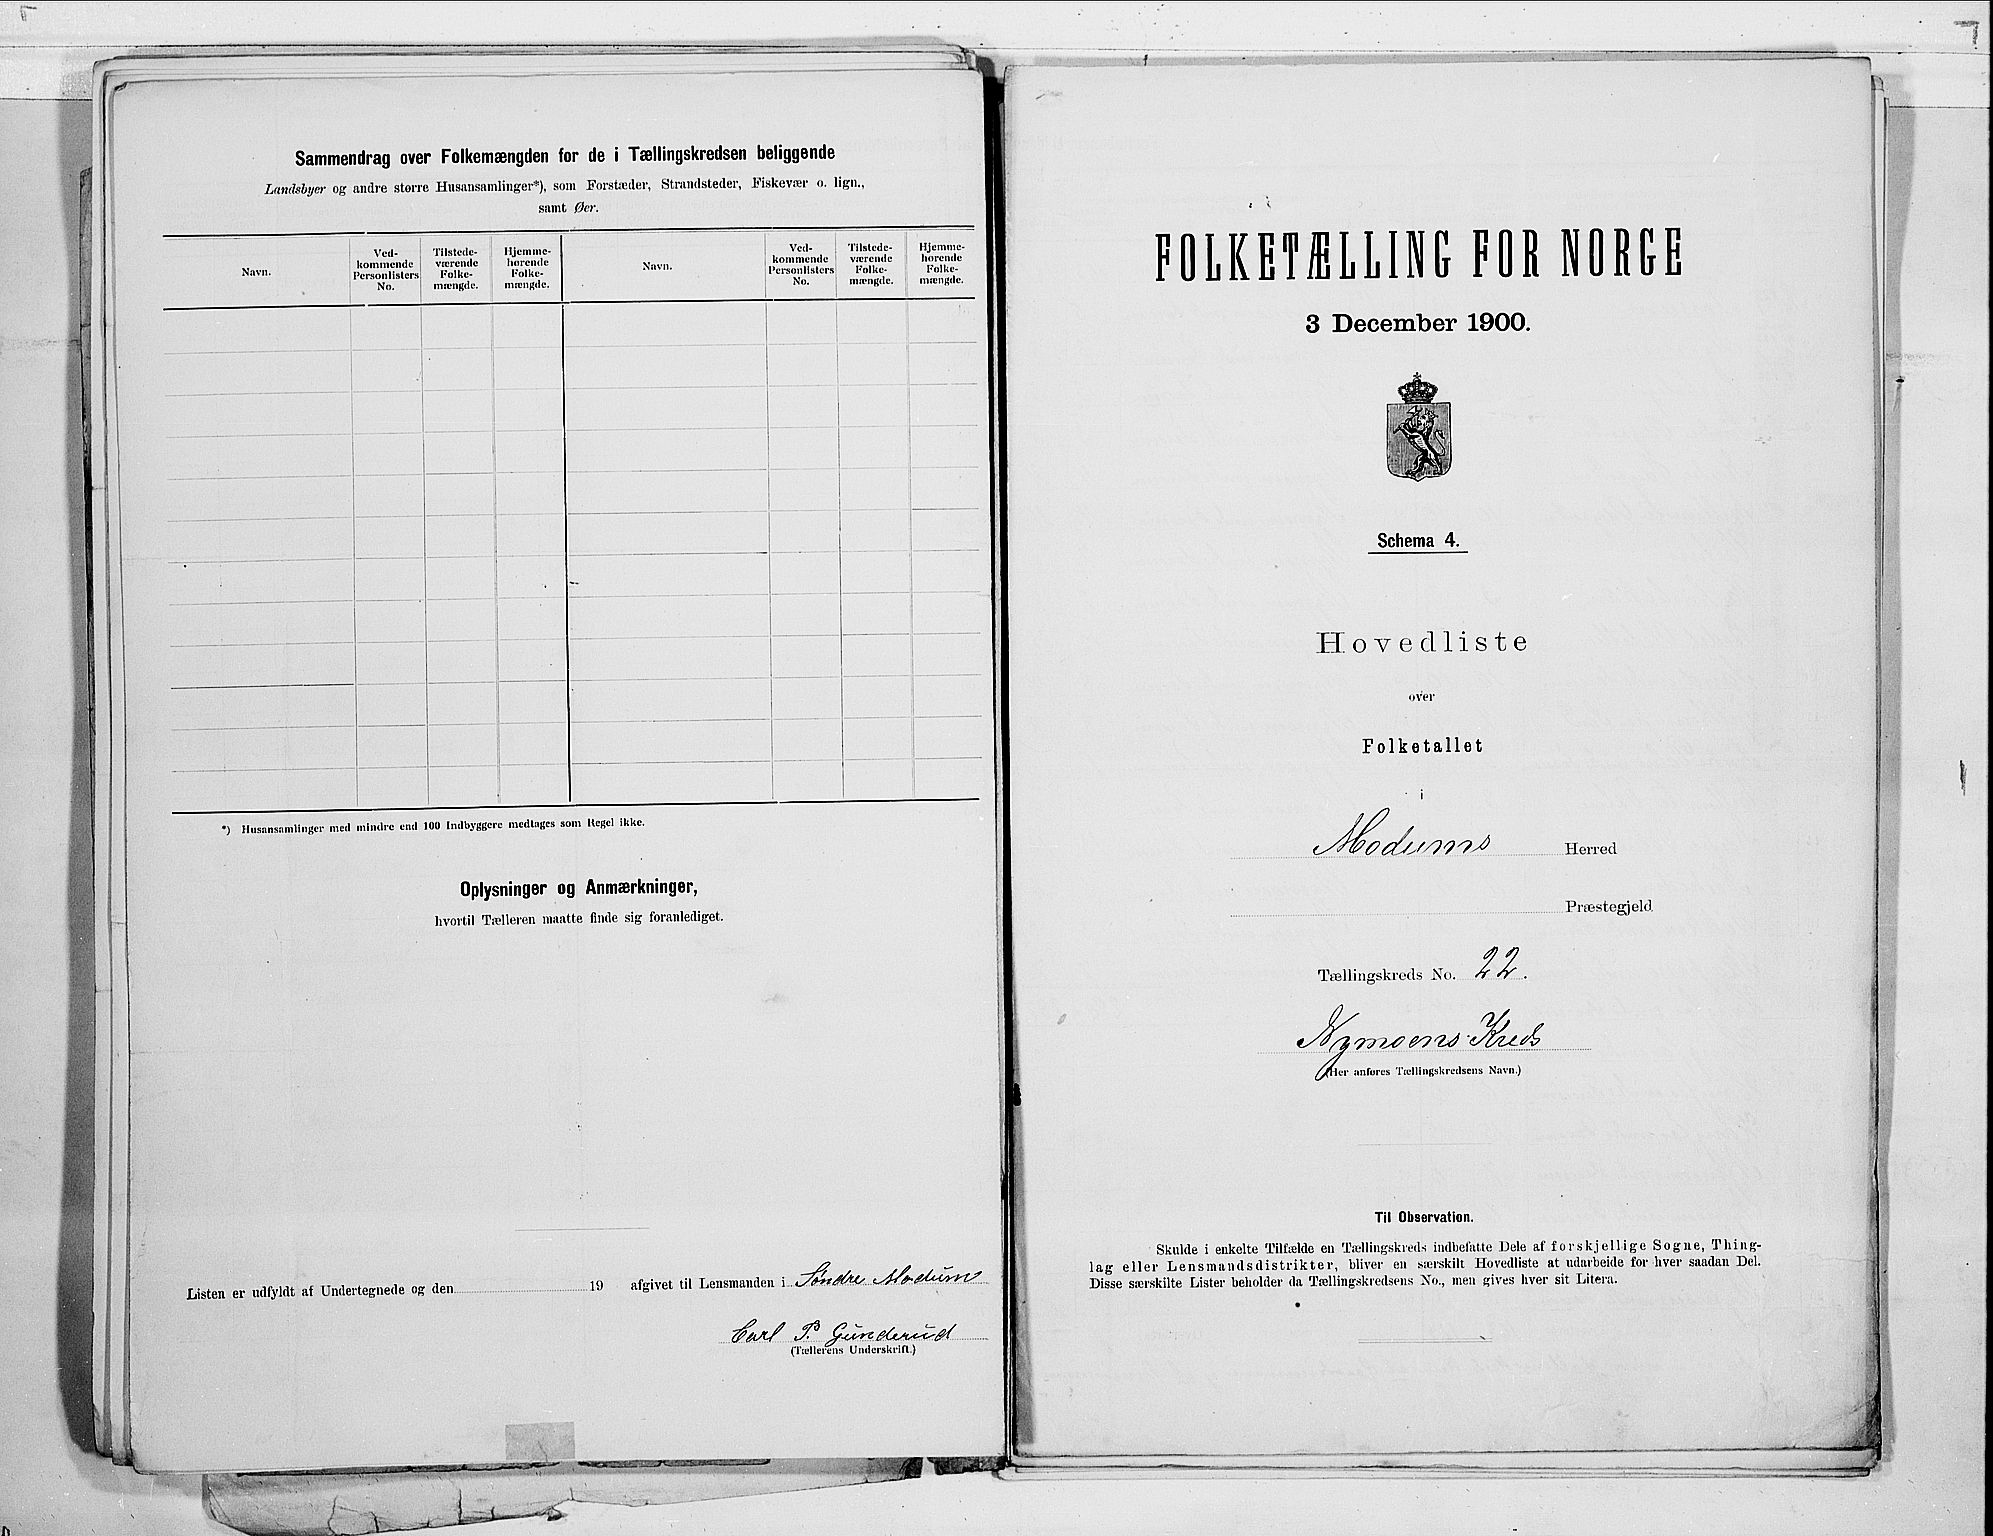 Sammendrag over Folkemængden for de i Tællingskredsen beliggende
Landsbyer og andre større Husansamlinger*), som Forstæder, Strandsteder, Fiskevær o. lign.,
samt Øer.
Navn.
Ved-
kommende
Personlisters
No.
Tilstede-
værende
Folke-
mængde.
Hjemme-
hørende
Folke-
mængde.
Navn.
Ved-
kommende
Personlisters
No.
Tilstede-
værende
Folke-
mængde.
Hjemme-
hørende
Folke-
mængde.
*) Husansamlinger med mindre end 100 Indbyggere medtages som Regel ikke.
Oplysninger og Anmærkninger,
hvortil Tælleren maatte finde sig foranlediget.
Listen er udfyldt af Undertegnede og den 19 afgivet til Lensmanden i Søndre Modum
Carl P. Gunderud
(Tællerens Underskrift.)
FOLKETÆLLING FOR NORGE
3 December 1900.
Schema 4.
Hovedliste
over
Folketallet
i
Modums Herred
Præstegjeld
Tællingskreds No. 22.
Nymoens Kreds
(Her anføres Tællingskredsens Navn.)
Til Observation.
Skulde i enkelte Tilfælde en Tællingskreds indbefatte Dele af forskjellige Sogne, Thing-
lag eller Lensmandsdistrikter, bliver en særskilt Hovedliste at udarbeide for hver saadan Del.
Disse særskilte Lister beholder da Tællingskredsens No., men gives hver sit Litera.